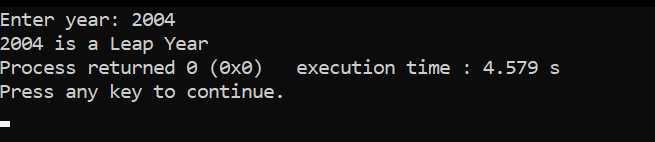 Enter year: 2004
2004 is a Leap Year
Process returned 0 (0x0)   execution time : 4.579 s
Press any key to continue.